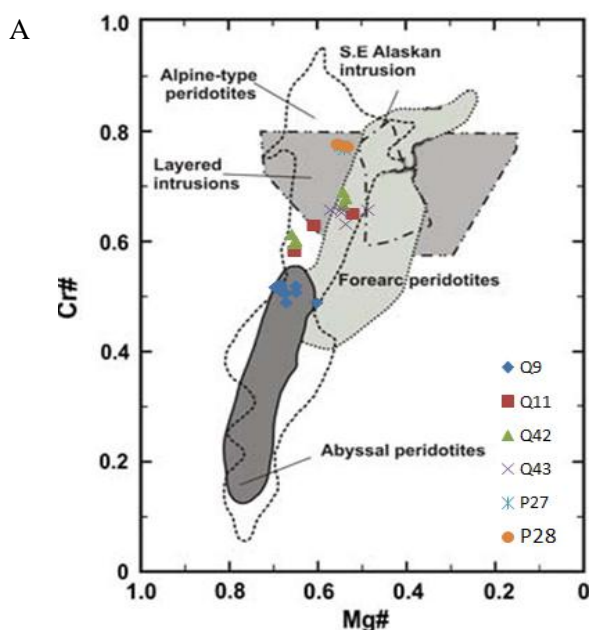 A
1.0
0.8
0.6
0.4
0.2
0
Cr#
Alpine-type
peridotites
S.E Alaskan
intrusion
Layered
intrusions
Forearc peridotites
Abyssal peridotites
Q9
Q11
Q42
Q43
P27
P28
1.0
0.8
0.6
0.4
0.2
0
Mg#